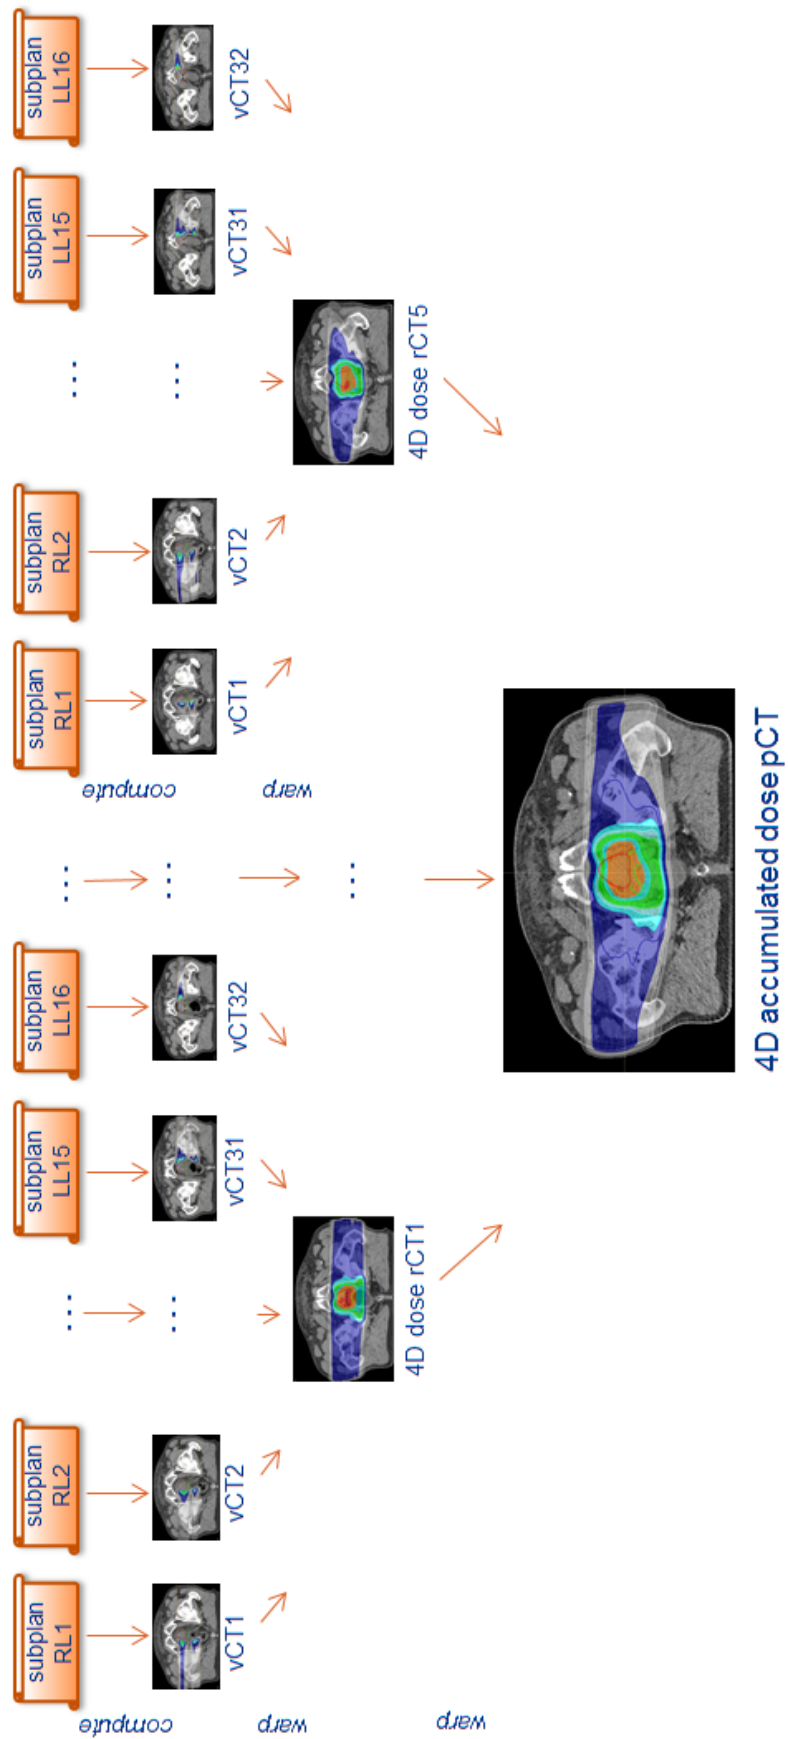 subplan
RL1
subplan
RL2
...
subplan
LL15
subplan
LL16
...
subplan
RL1
subplan
RL2
...
subplan
LL15
subplan
LL16
compute
compute
vCT1
vCT2
...
vCT31
vCT32
...
vCT1
vCT2
...
vCT31
vCT32
warp
warp
4D dose rCT1
...
4D dose rCT5
warp
4D accumulated dose pCT